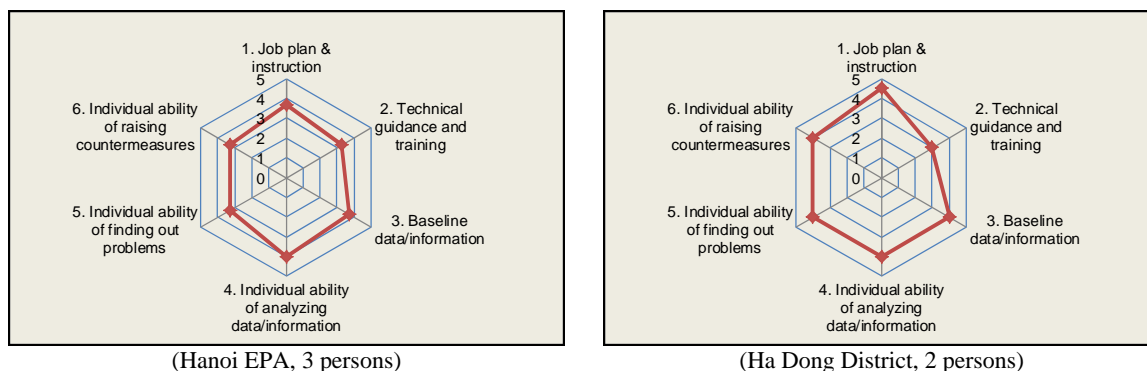 1. Job plan &
instruction
5
4
3
2
1
0
2. Technical
guidance and
training
3. Baseline
data/information
4. Individual ability
of analyzing
data/information
5. Individual ability
of finding out
problems
6. Individual ability
of raising
countermeasures
(Hanoi EPA, 3 persons)
1. Job plan &
instruction
5
4
3
2
1
0
2. Technical
guidance and
training
3. Baseline
data/information
4. Individual ability
of analyzing
data/information
5. Individual ability
of finding out
problems
6. Individual ability
of raising
countermeasures
(Ha Dong District, 2 persons)